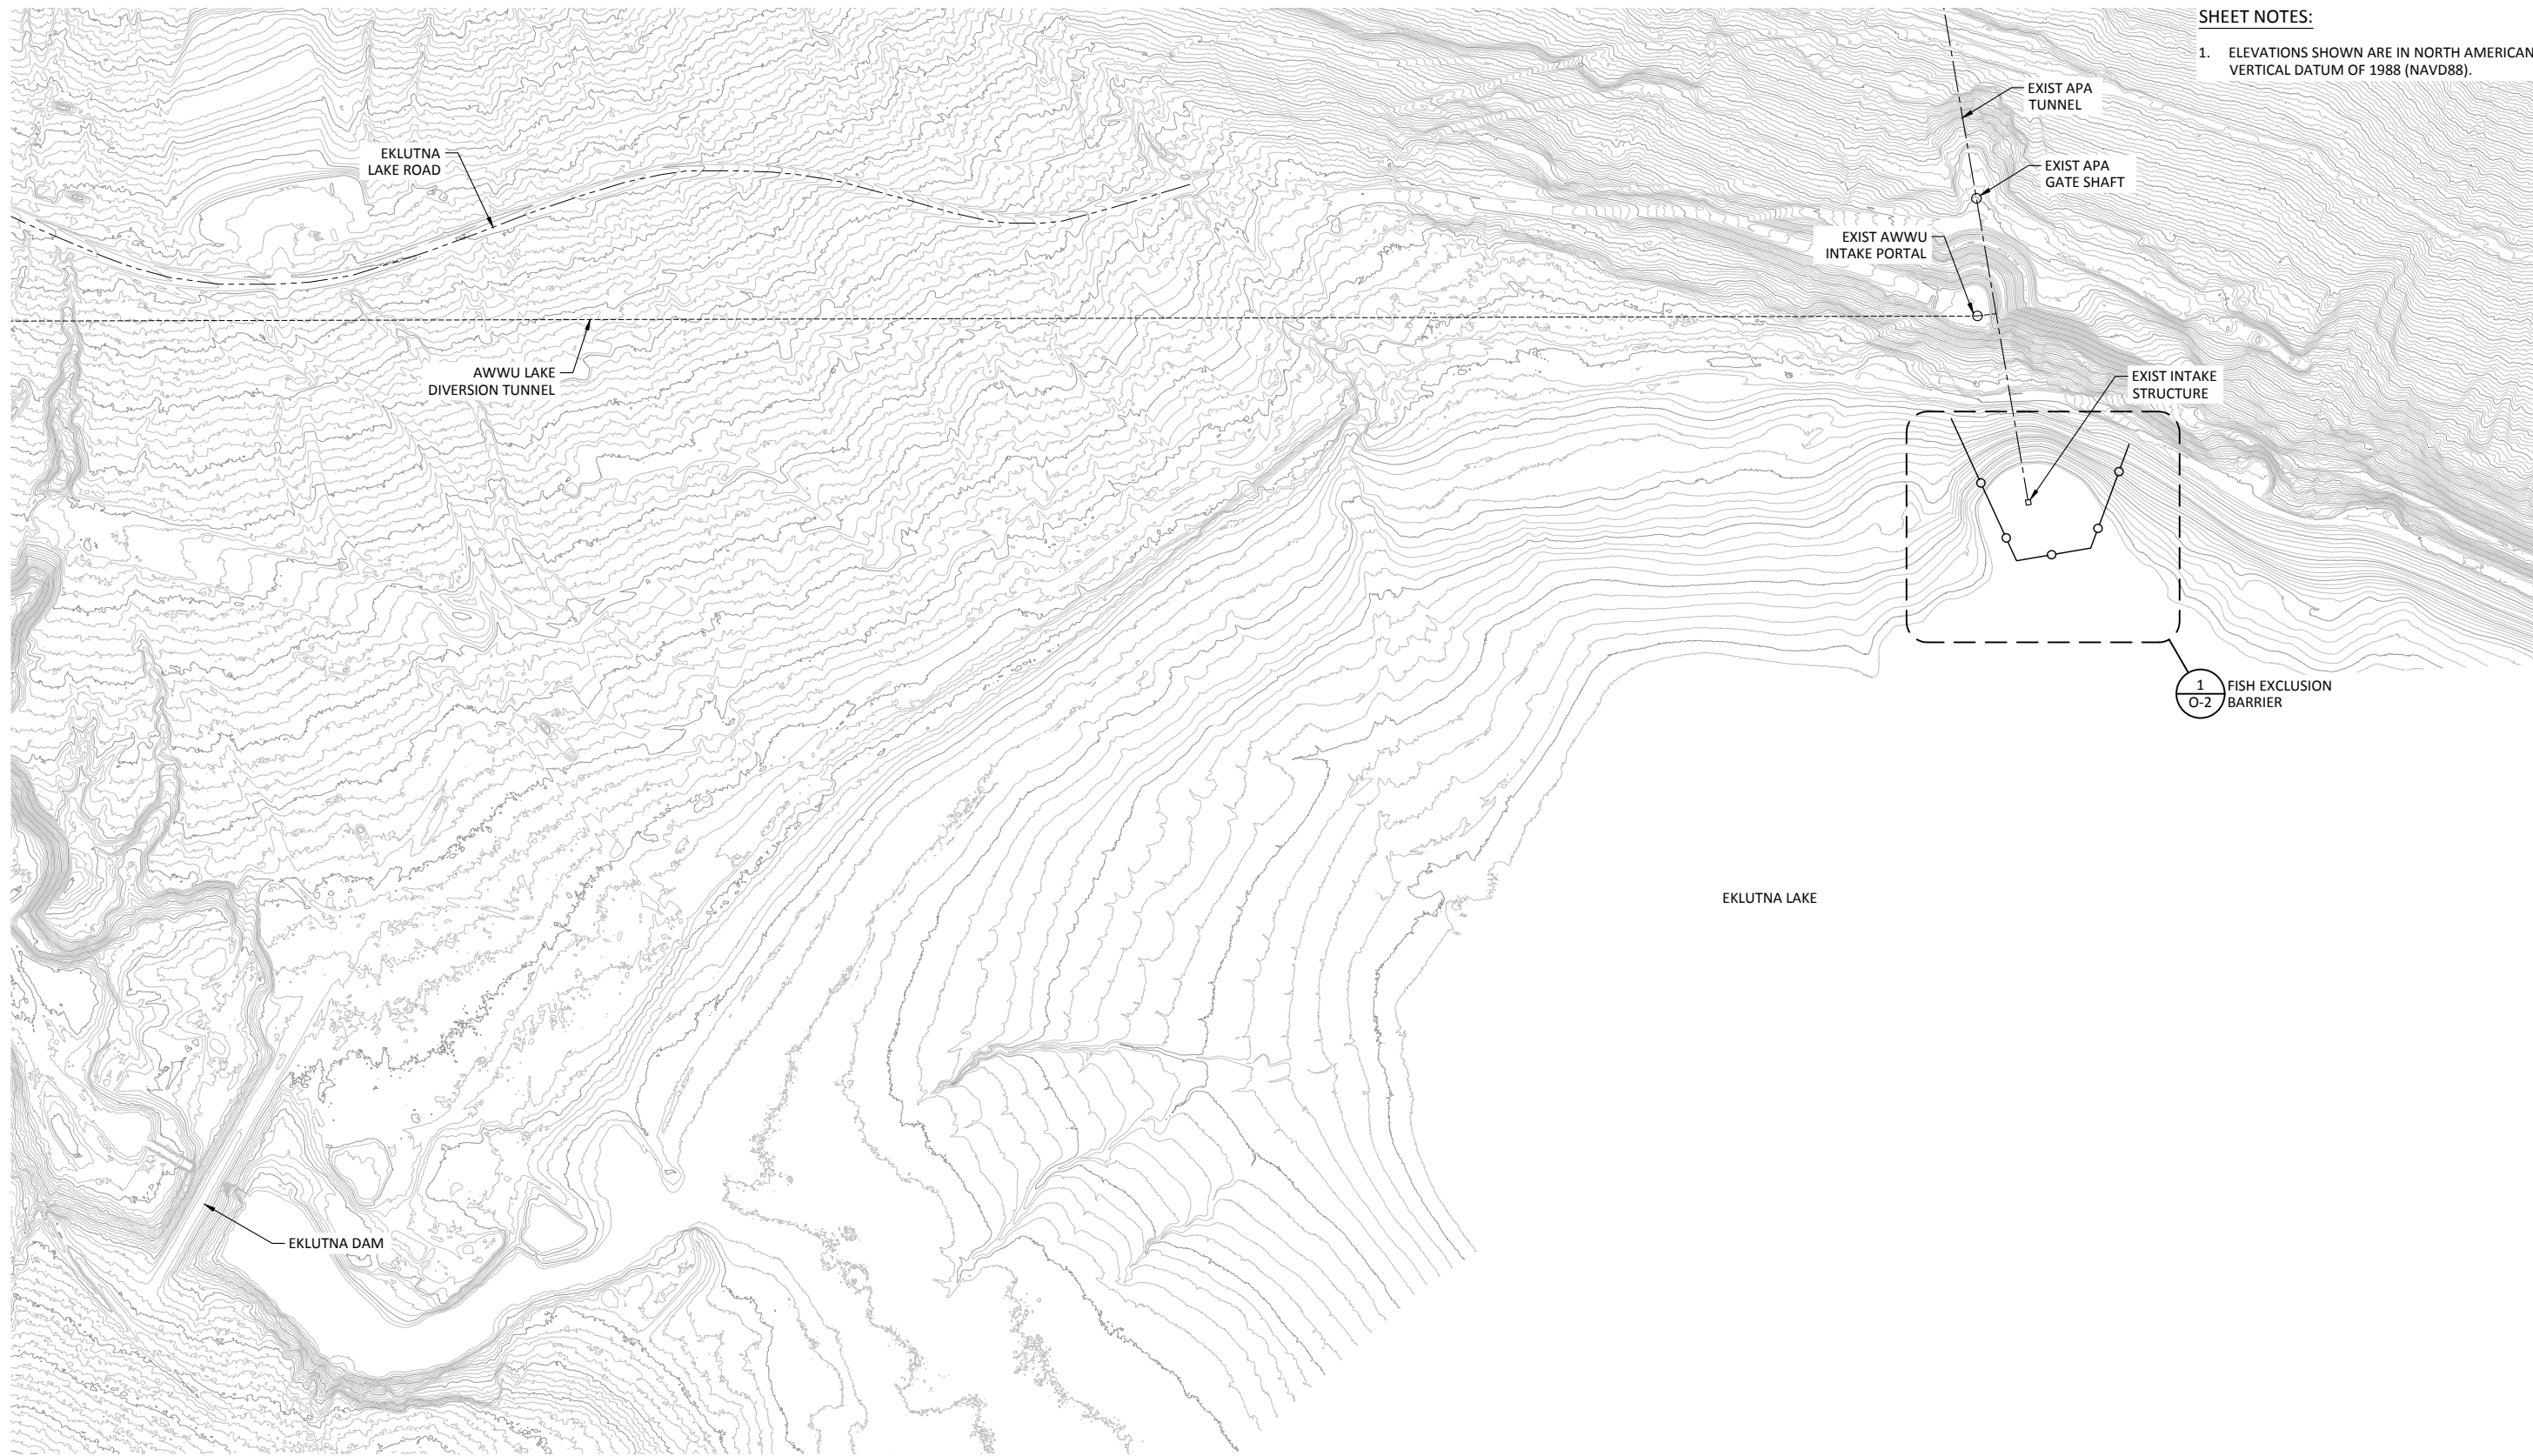 SHEET NOTES:
1. ELEVATIONS SHOWN ARE IN NORTH AMERICAN
VERTICAL DATUM OF 1988 (NAVD88).
EXIST APA
TUNNEL
EKLUTNA
LAKE ROAD
EXIST APA
GATE SHAFT
EXIST AWWU
INTAKE PORTAL
AWWU LAKE
DIVERSION TUNNEL
EXIST INTAKE
STRUCTURE
1
O-2
FISH EXCLUSION
BARRIER
EKLUTNA LAKE
EKLUTNA DAM